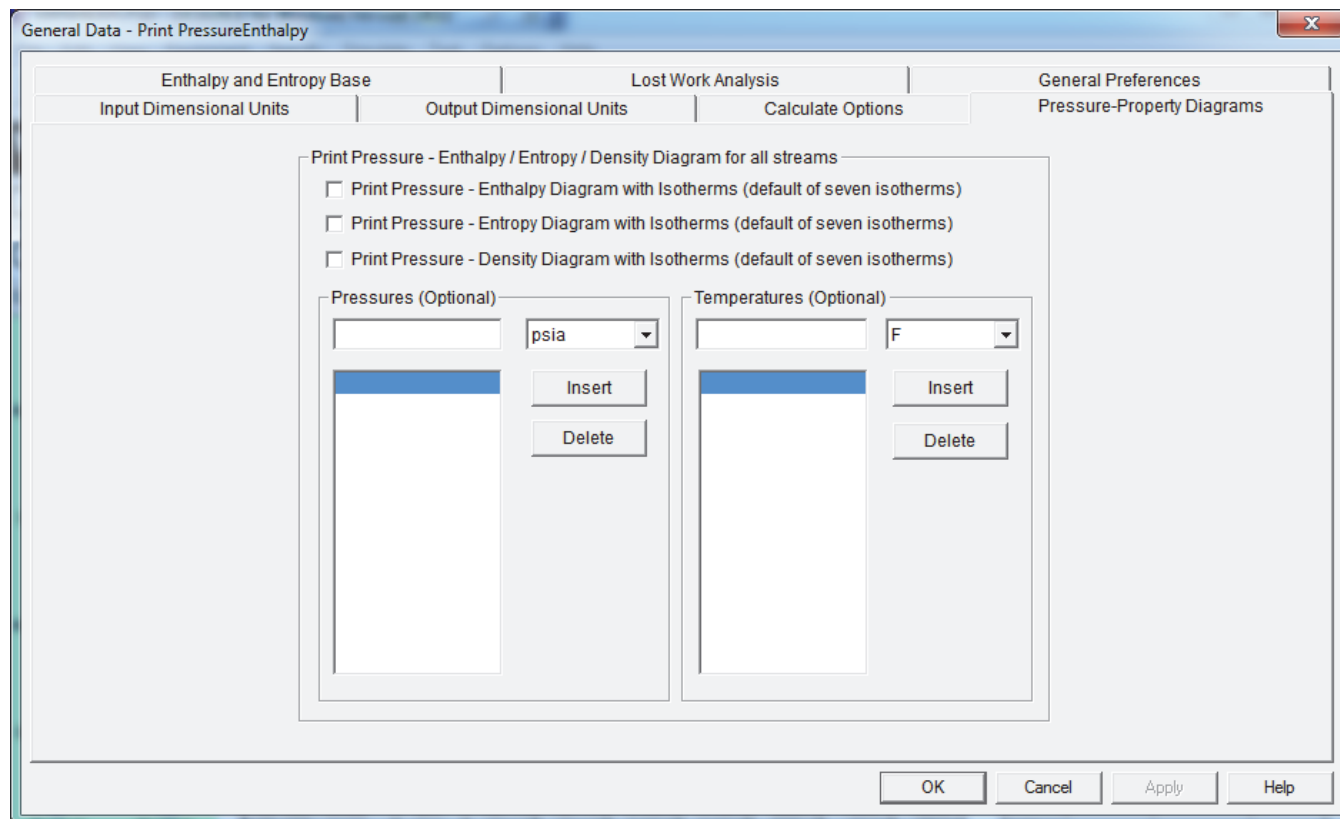 General Data - Print PressureEnthalpy
Enthalpy and Entropy Base Lost Work Analysis General Preferences
Input Dimensional Units Output Dimensional Units Calculate Options Pressure-Property Diagrams
Print Pressure - Enthalpy / Entropy / Density Diagram for all streams
Print Pressure - Enthalpy Diagram with Isotherms (default of seven isotherms)
Print Pressure - Entropy Diagram with Isotherms (default of seven isotherms)
Print Pressure - Density Diagram with Isotherms (default of seven isotherms)
Pressures (Optional) Temperatures (Optional)
psia F
Insert Insert
Delete Delete
OK Cancel Apply Help